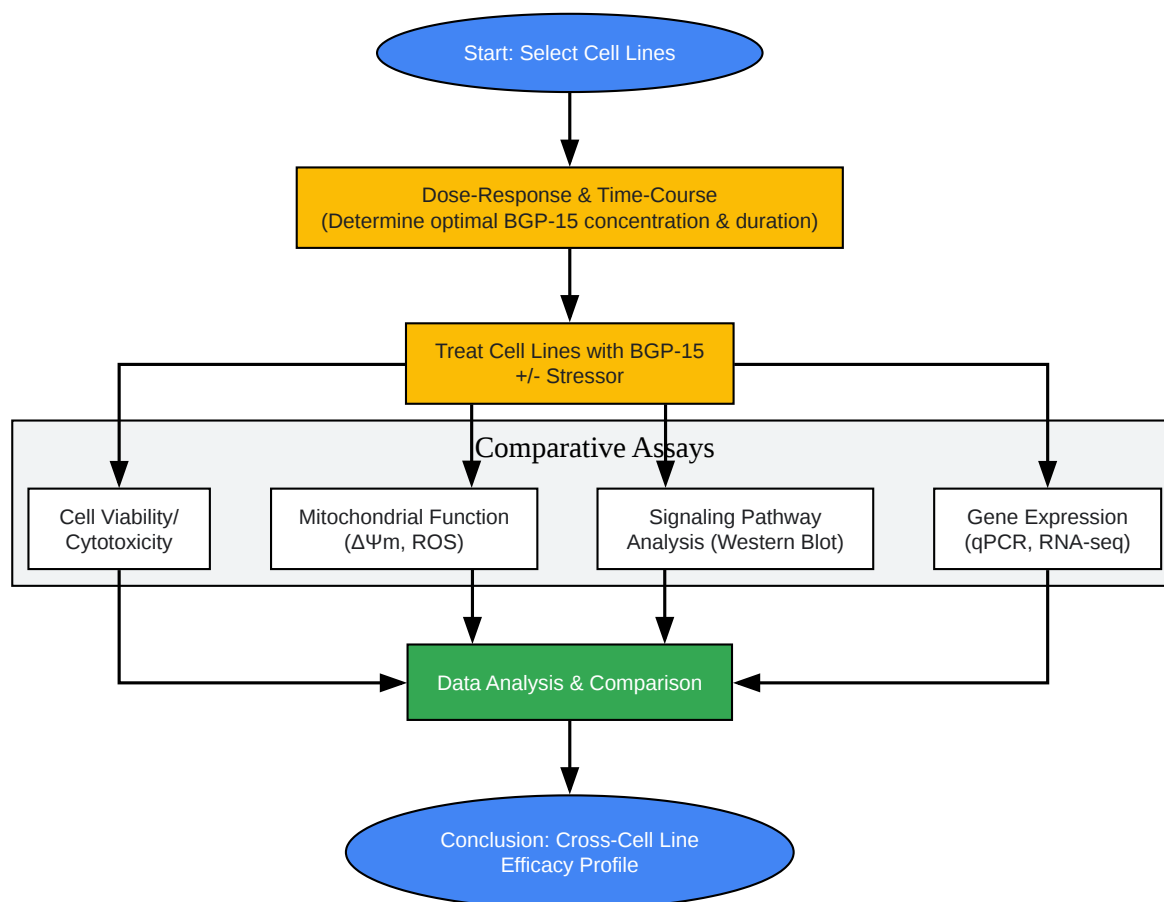 Start: Select Cell Lines
Dose-Response & Time-Course
(Determine optimal BGP-15 concentration & duration)
Treat Cell Lines with BGP-15
+/- Stressor
Comparative Assays
Cell Viability/
Cytotoxicity
Mitochondrial Function
(ΔΨm, ROS)
Signaling Pathway
Analysis (Western Blot)
Gene Expression
(qPCR, RNA-seq)
Data Analysis & Comparison
Conclusion: Cross-Cell Line
Efficacy Profile